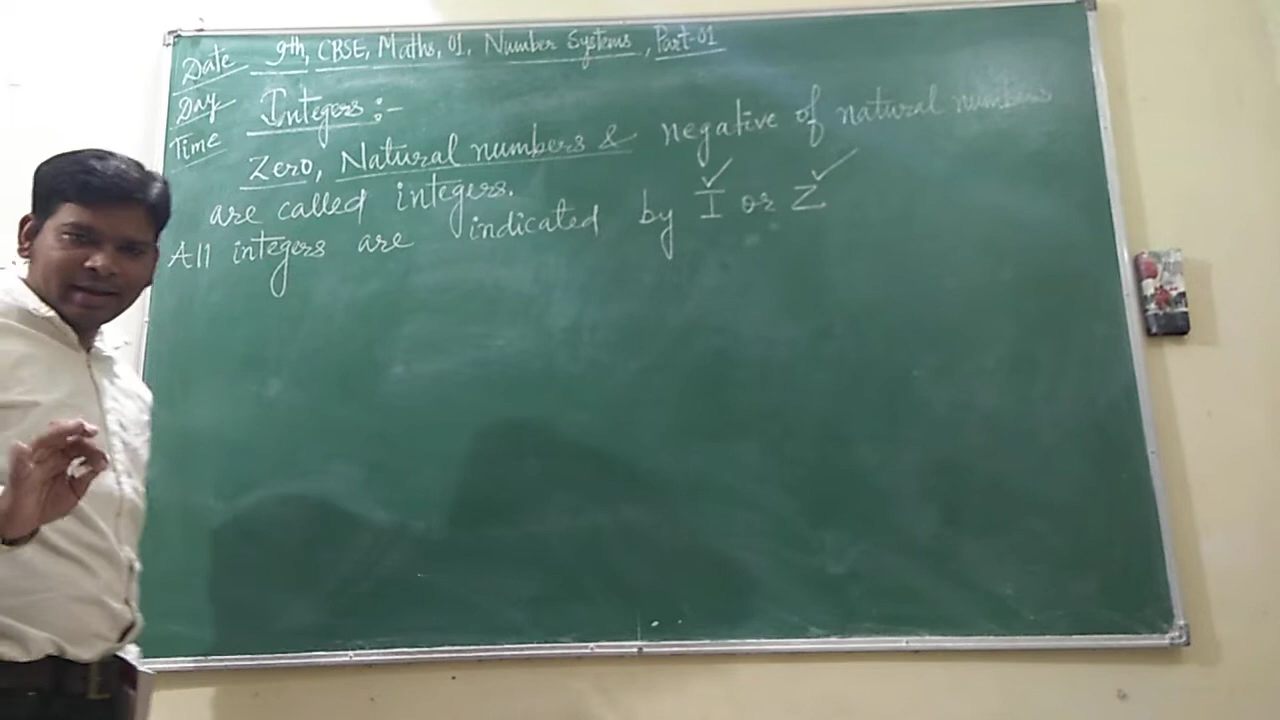 Date 9th, CBSE, Maths, 01, Number Systems, Part-01
Day Integers:-
Time
Zero, Natural numbers & negative of natural numbers
are called integers.
All integers are indicated by I or Z